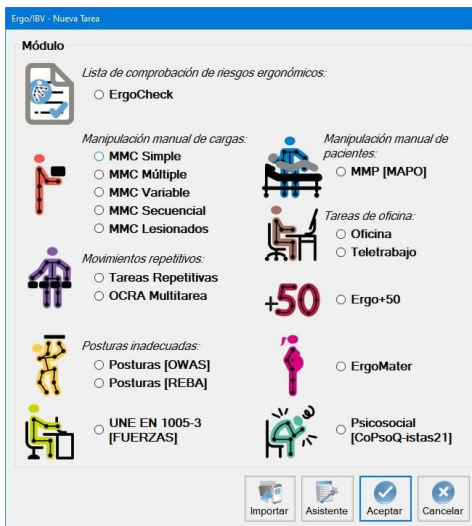 Ergo/IBV - Nueva Tarea
Módulo
Lista de comprobación de riesgos ergonómicos:
ErgoCheck
Manipulación manual de cargas:
MMC Simple
MMC Múltiple
MMC Variable
MMC Secuencial
MMC Lesionados
Manipulación manual de
pacientes:
MMP [MAPO]
Tareas de oficina:
Oficina
Teletrabajo
Movimientos repetitivos:
Tareas Repetitivas
OCRA Multitarea
+50
Ergo+50
Posturas inadecuadas:
Posturas [OWAS]
Posturas [REBA]
ErgoMater
UNE EN 1005-3
[FUERZAS]
Psicosocial
[CoPsoQ-istas21]
Importar
Asistente
Aceptar
Cancelar